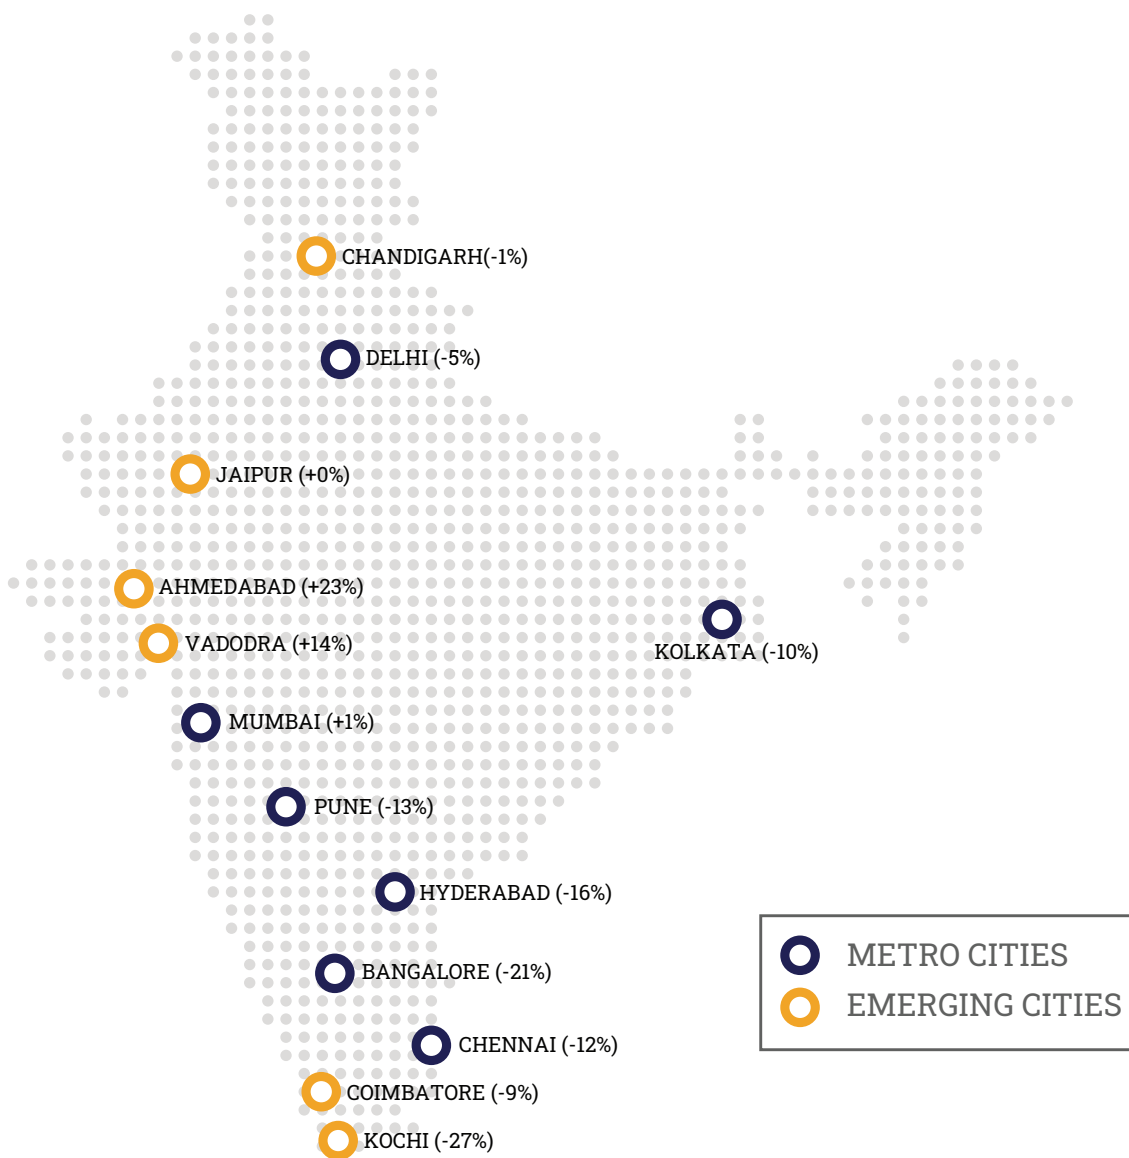 CHANDIGARH(-1%)
DELHI (-5%)
JAIPUR (+0%)
AHMEDABAD (+23%)
VADODRA (+14%)
KOLKATA (-10%)
MUMBAI (+1%)
PUNE (-13%)
HYDERABAD (-16%)
METRO CITIES
BANGALORE (-21%)
EMERGING CITIES
CHENNAI (-12%)
COIMBATORE (-9%)
KOCHI (-27%)